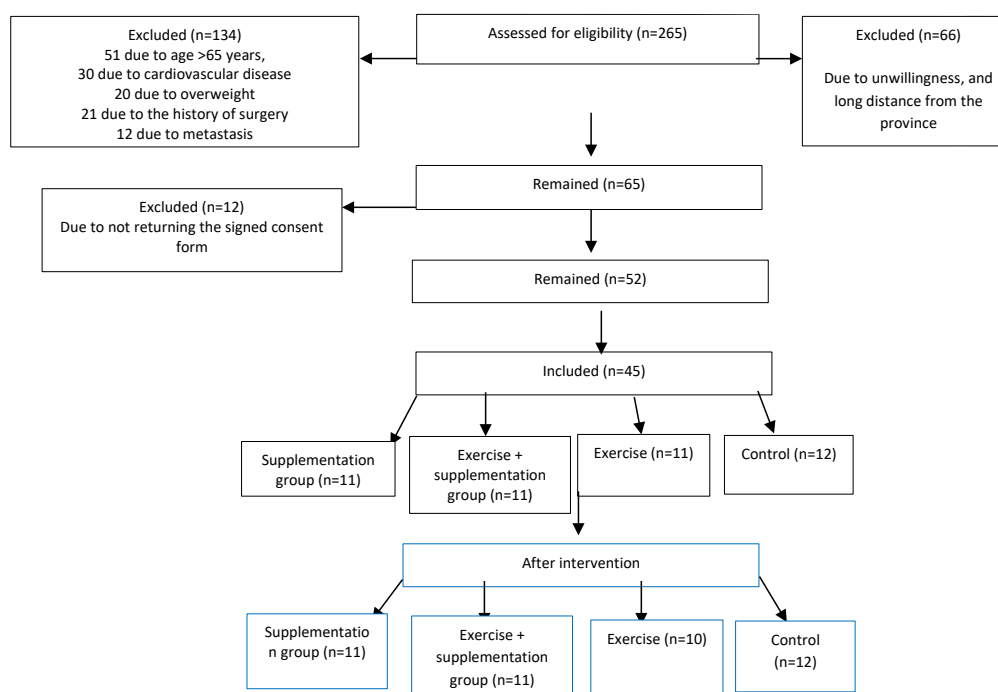 Excluded (n=134)
51 due to age >65 years,
30 due to cardiovascular disease
20 due to overweight
21 due to the history of surgery
12 due to metastasis
Assessed for eligibility (n=265)
Excluded (n=66)
Due to unwillingness, and
long distance from the
province
Remained (n=65)
Excluded (n=12)
Due to not returning the signed consent
form
Remained (n=52)
Included (n=45)
Supplementation
group (n=11)
Exercise +
supplementation
group (n=11)
Exercise (n=11)
Control (n=12)
After intervention
Supplementatio
n group (n=11)
Exercise +
supplementation
group (n=11)
Exercise (n=10)
Control
(n=12)